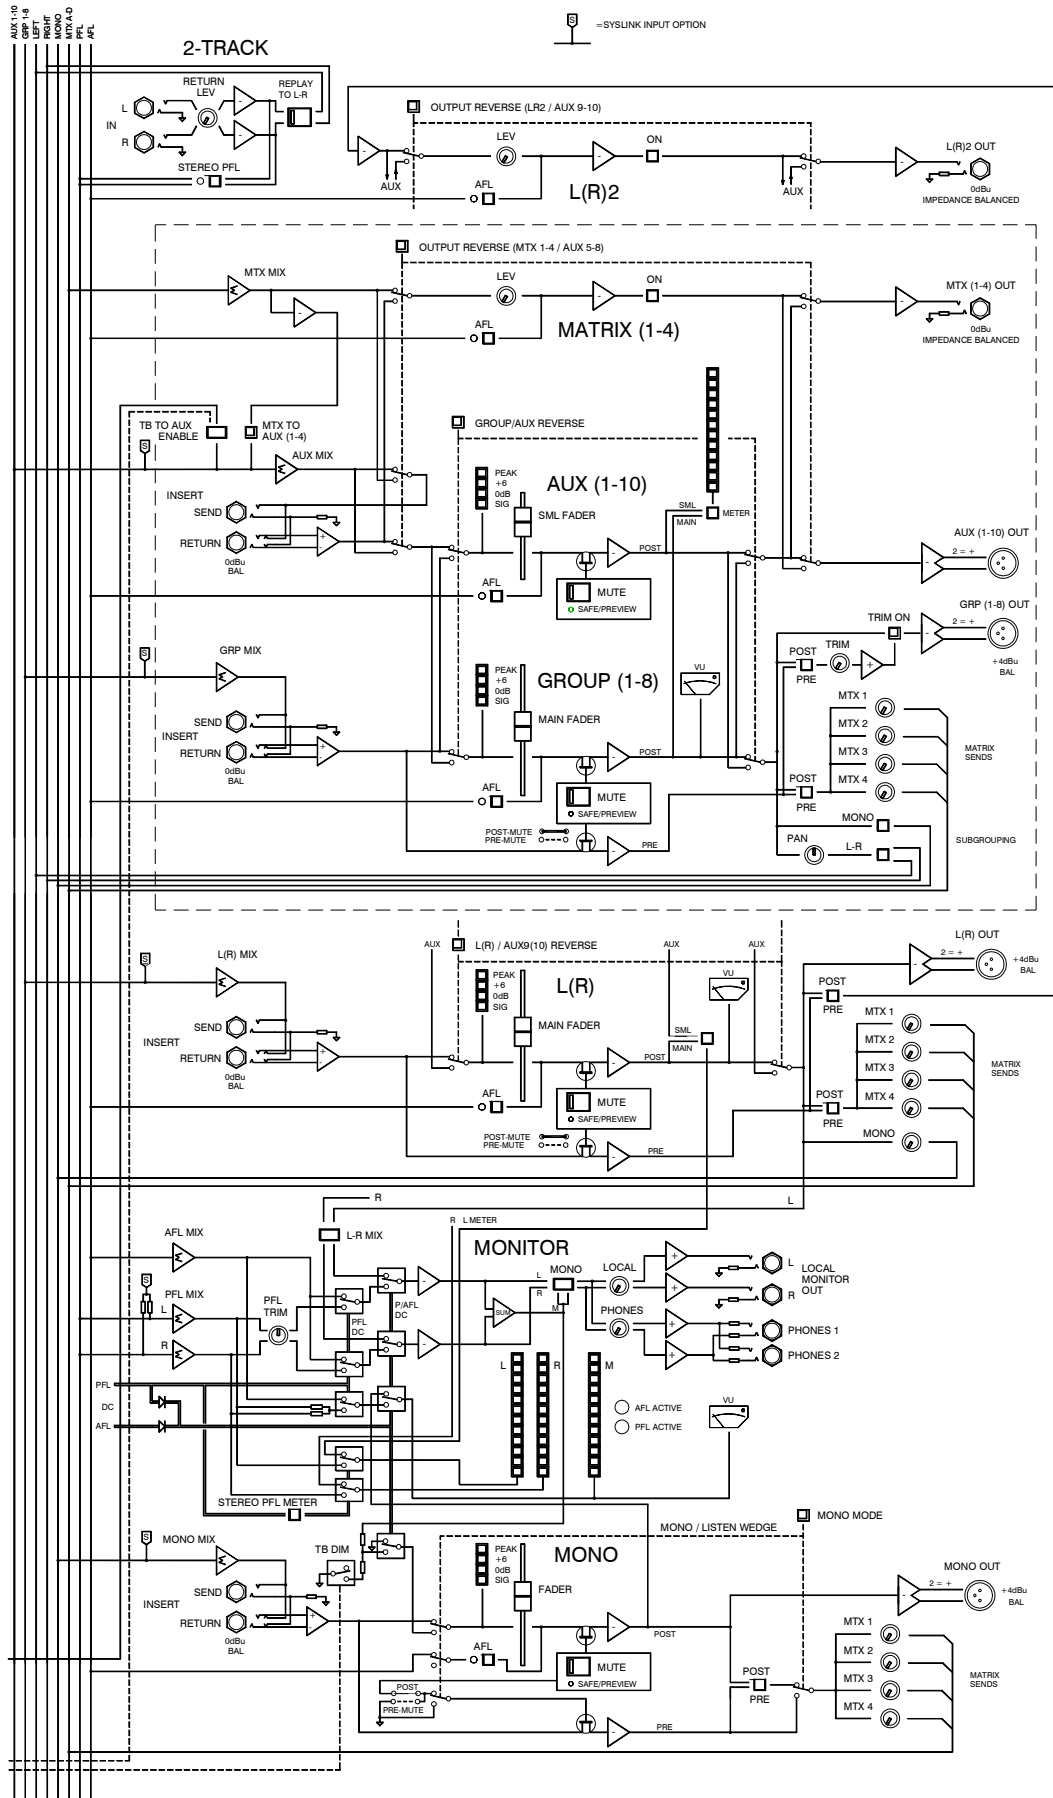 AUX 1-10
GRP 1-8
LEFT
RIGHT
MONO
MTX A-D
PFL
AFL
S
=SYSLINK INPUT OPTION
2-TRACK
RETURN
LEV
REPLAY
TO L-R
L
IN
R
STEREO PFL
OUTPUT REVERSE (LR2 / AUX 9-10)
-
LEV
ON
AUX
AFL
L(R)2
AUX
L(R)2 OUT
0dBu
IMPEDANCE BALANCED
OUTPUT REVERSE (MTX 1-4 / AUX 5-8)
MTX MIX
LEV
ON
AFL
MATRIX (1-4)
MTX (1-4) OUT
0dBu
IMPEDANCE BALANCED
TB TO AUX
ENABLE
MTX TO
AUX (1-4)
S
AUX MIX
GROUP/AUX REVERSE
PEAK
+6
0dB
SIG
AUX (1-10)
SML FADER
SML
MAIN
METER
INSERT
SEND
RETURN
0dBu
BAL
POST
AFL
MUTE
SAFE/PREVIEW
AUX (1-10) OUT
2 = +
GRP (1-8) OUT
TRIM ON
2 = +
+4dBu
BAL
POST
PRE
TRIM
S
GRP MIX
PEAK
+6
0dB
SIG
GROUP (1-8)
MAIN FADER
VU
SEND
INSERT
RETURN
0dBu
BAL
POST
AFL
MUTE
SAFE/PREVIEW
POST-MUTE
PRE-MUTE
PRE
MTX 1
MTX 2
MTX 3
MTX 4
MATRIX
SENDS
POST
PRE
MONO
PAN
L-R
SUBGROUPING
S
L(R) MIX
AUX
L(R) / AUX9(10) REVERSE
AUX
AUX
PEAK
+6
0dB
SIG
L(R)
MAIN FADER
VU
SML
MAIN
L(R) OUT
2 = +
+4dBu
BAL
POST
PRE
SEND
INSERT
RETURN
0dBu
BAL
POST
AFL
MUTE
SAFE/PREVIEW
POST-MUTE
PRE-MUTE
PRE
MTX 1
MTX 2
MTX 3
MTX 4
MATRIX
SENDS
POST
PRE
MONO
R
L
R
L METER
AFL MIX
L-R MIX
MONITOR
S
PFL MIX
L
R
PFL
TRIM
PFL
DC
P/AFL
DC
SUM
L
R
M
MONO
LOCAL
PHONES
L
R
LOCAL
MONITOR
OUT
PHONES 1
PHONES 2
PFL
DC
AFL
L
R
M
AFL ACTIVE
PFL ACTIVE
VU
STEREO PFL METER
MONO / LISTEN WEDGE
MONO MODE
S
MONO MIX
TB DIM
PEAK
+6
0dB
SIG
MONO
FADER
SEND
INSERT
RETURN
0dBu
BAL
POST
AFL
MUTE
SAFE/PREVIEW
POST
PRE-MUTE
PRE
POST
PRE
MONO OUT
2 = +
+4dBu
BAL
MTX 1
MTX 2
MTX 3
MTX 4
MATRIX
SENDS